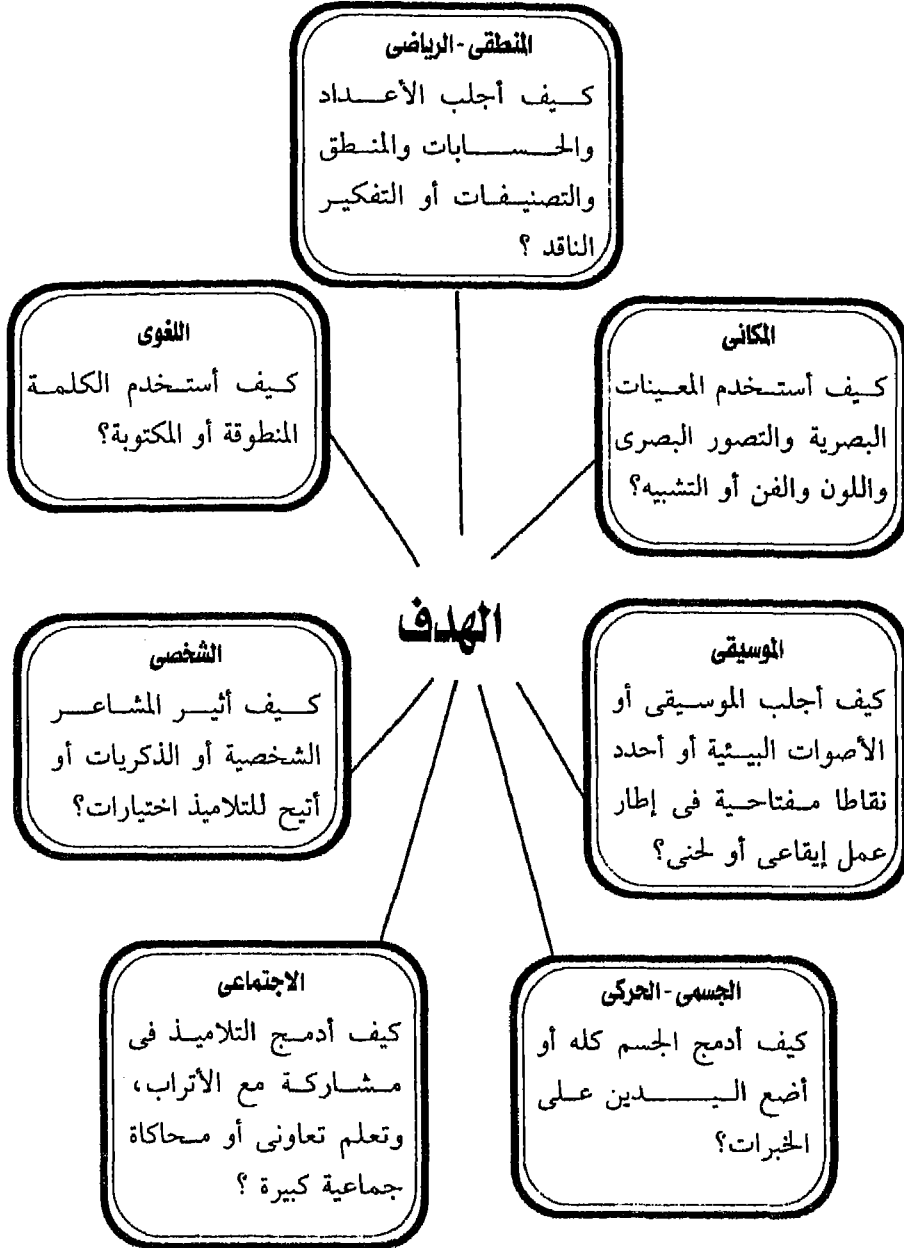 المنطقى - الرياضى
كيف أجلب الأعداد
والحسابات والمنطق
والتصنيفات أو التفكير
الناقد ؟
المكانى
كيف أستخدم المعينات
البصرية والتصور البصرى
واللون والفن أو التشبيه؟
اللغوى
كيف أستخدم الكلمة
المنطوقة أو المكتوبة؟
الهدف
الموسيقى
كيف أجلب الموسيقى أو
الأصوات البيئية أو أحدد
نقاطا مفتاحية فى إطار
عمل إيقاعى أو لحنى؟
الشخصى
كيف أثير المشاعر
الشخصية أو الذكريات أو
أتيح للتلاميذ اختيارات؟
الجسمى - الحركى
كيف أدمج الجسم كله أو
أضع اليدين على
الخبرات؟
الاجتماعى
كيف أدمج التلاميذ فى
مشاركة مع الأتراب،
وتعلم تعاونى أو محاكاة
جماعية كبيرة ؟